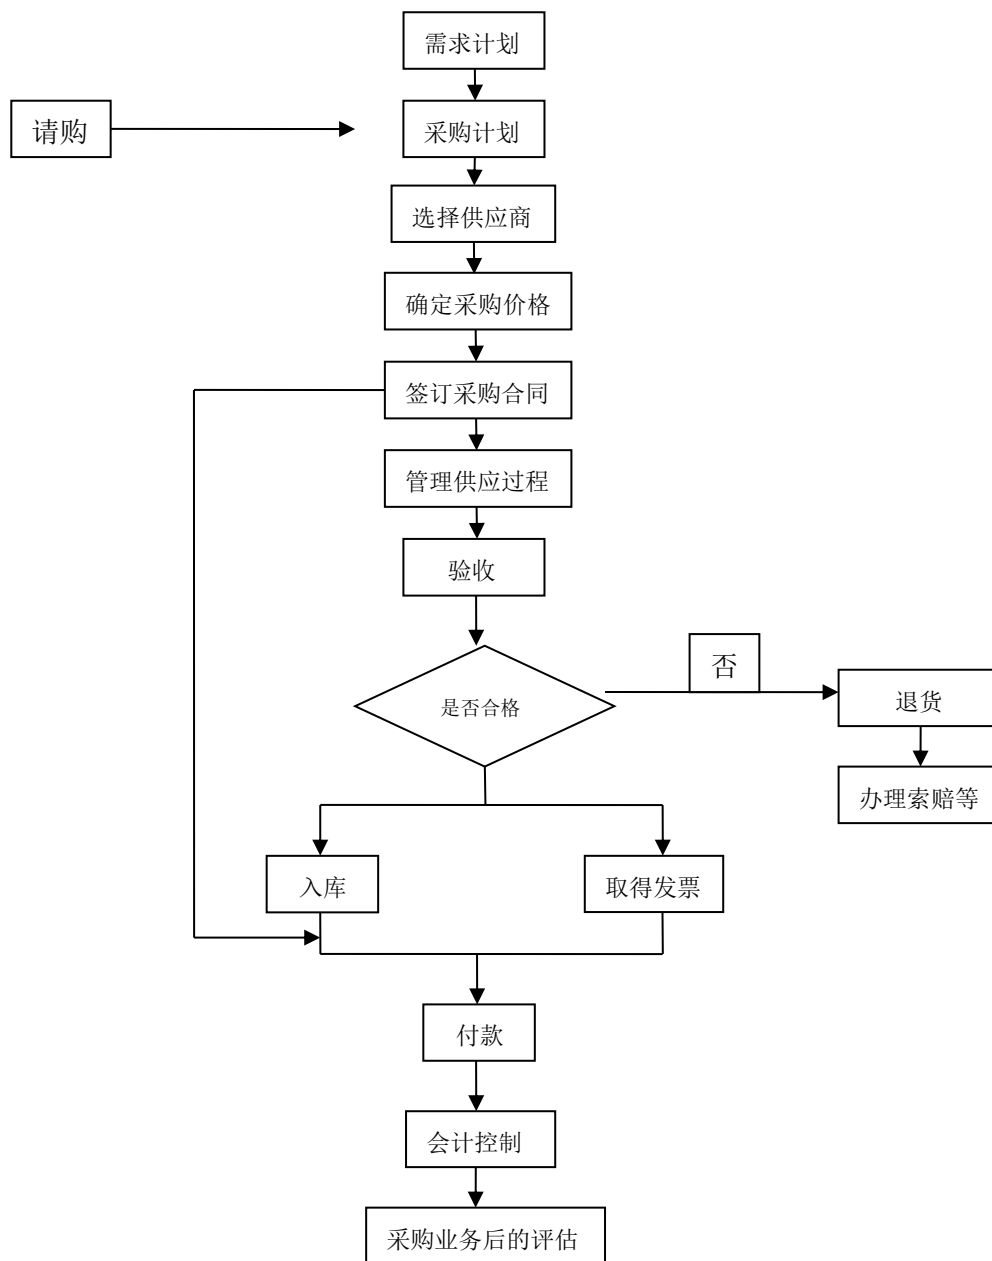 需求计划
请购
采购计划
选择供应商
确定采购价格
签订采购合同
管理供应过程
验收
否
是否合格
退货
办理索赔等
入库
取得发票
付款
会计控制
采购业务后的评估